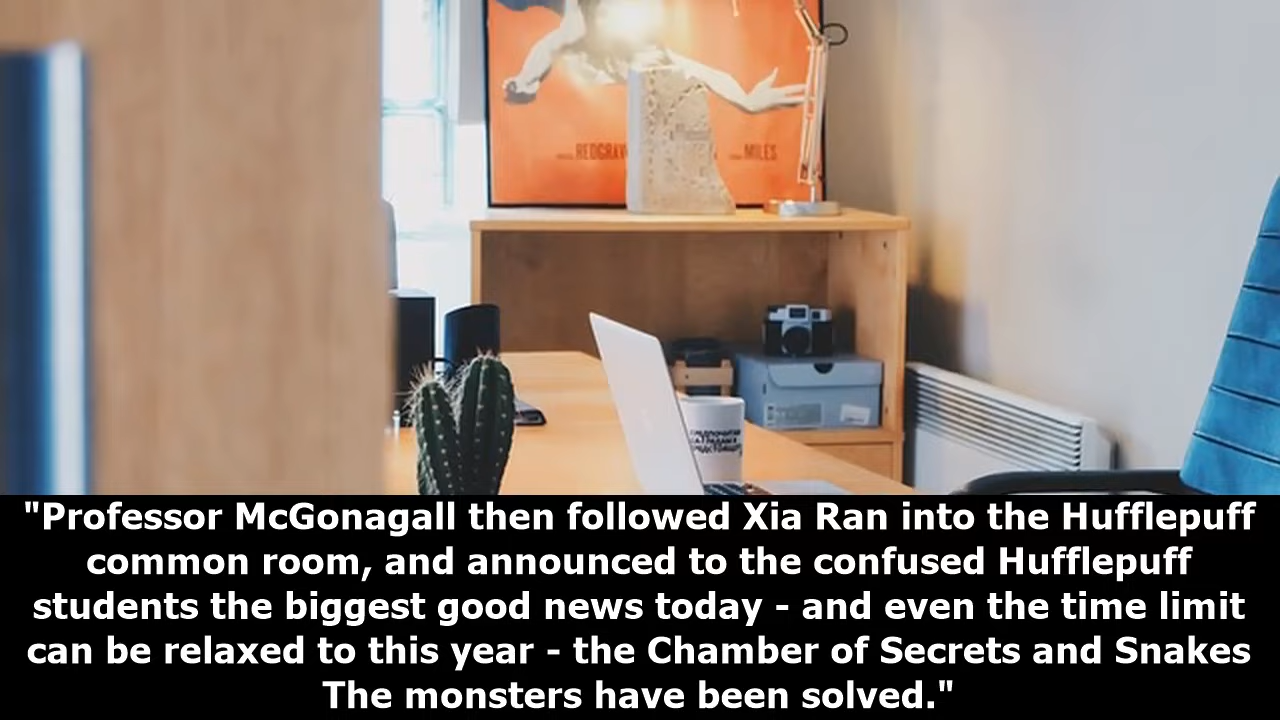 REDGRAV
MILES
"Professor McGonagall then followed Xia Ran into the Hufflepuff
common room, and announced to the confused Hufflepuff
students the biggest good news today - and even the time limit
can be relaxed to this year - the Chamber of Secrets and Snakes
The monsters have been solved."